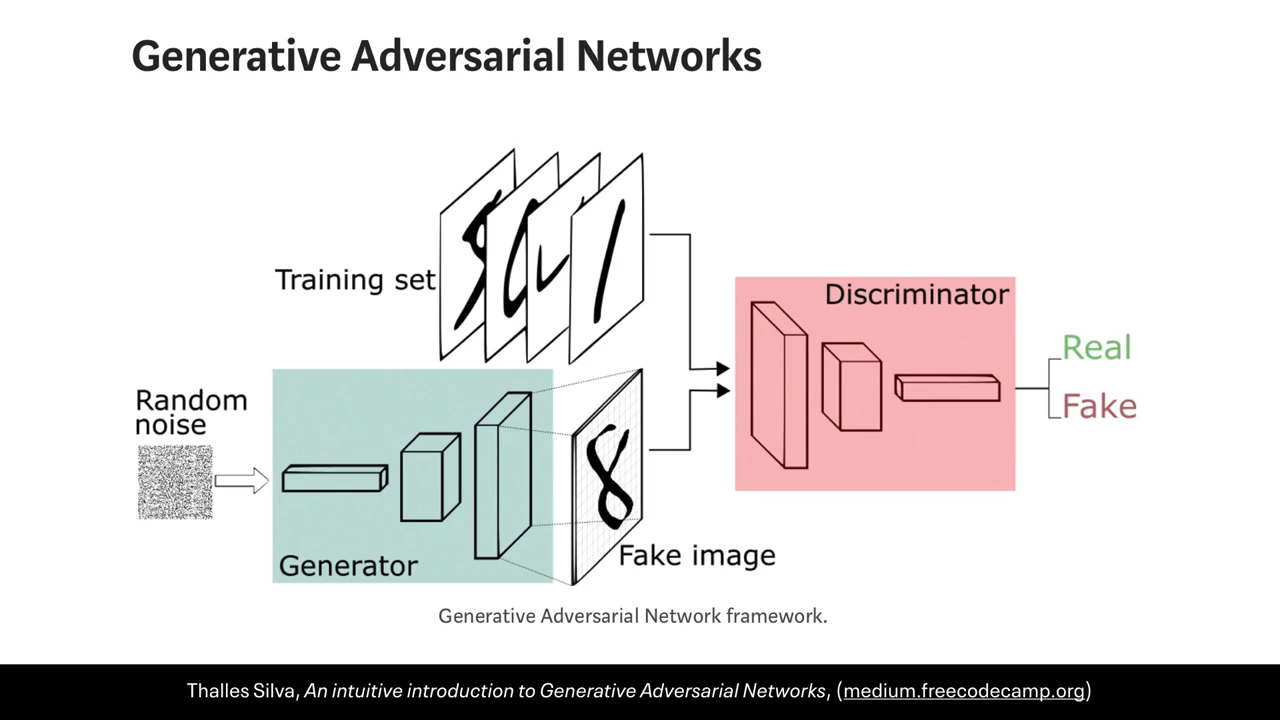 Generative Adversarial Networks
Training set
Discriminator
Real
Fake
Random
noise
8
Generator
Fake image
Generative Adversarial Network framework.
Thalles Silva, An intuitive introduction to Generative Adversarial Networks, (medium.freecodecamp.org)